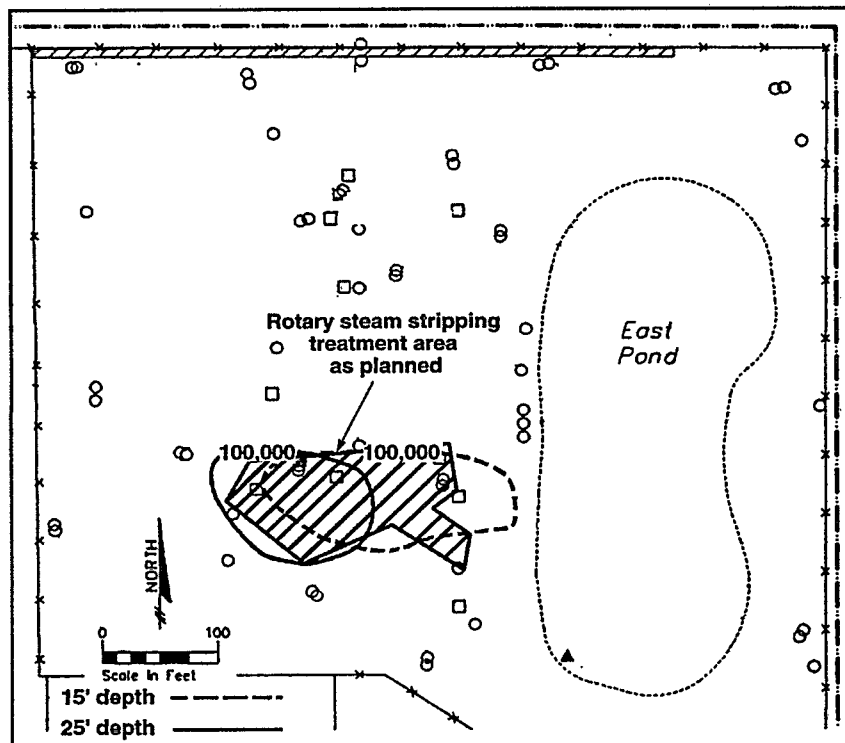 Rotary steam stripping
treatment area
as planned
East
Pond
100,000 100,000
NORTH
0 100
Scale In Feet
15' depth
25' depth